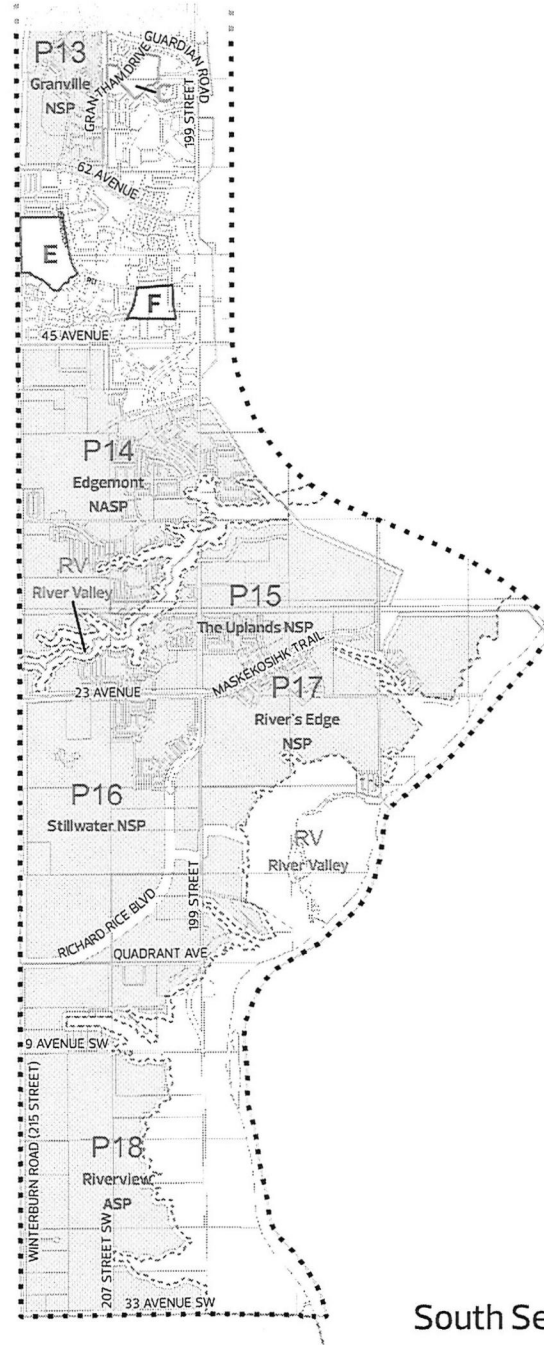 P13
Granville
NSP
GUARDIAN ROAD
GRANTHAM DRIVE
C
199 STREET
62 AVENUE
E
F
45 AVENUE
P14
Edgemont
NASP
RV
River Valley
P15
The Uplands NSP
MASKEKOSIHK TRAIL
23 AVENUE
P17
River's Edge
NSP
P16
Stillwater NSP
RV
River Valley
199 STREET
RICHARD RICE BLVD
QUADRANT AVE
9 AVENUE SW
WINTERBURN ROAD (215 STREET)
P18
Riverview
ASP
207 STREET SW
33 AVENUE SW
South Se